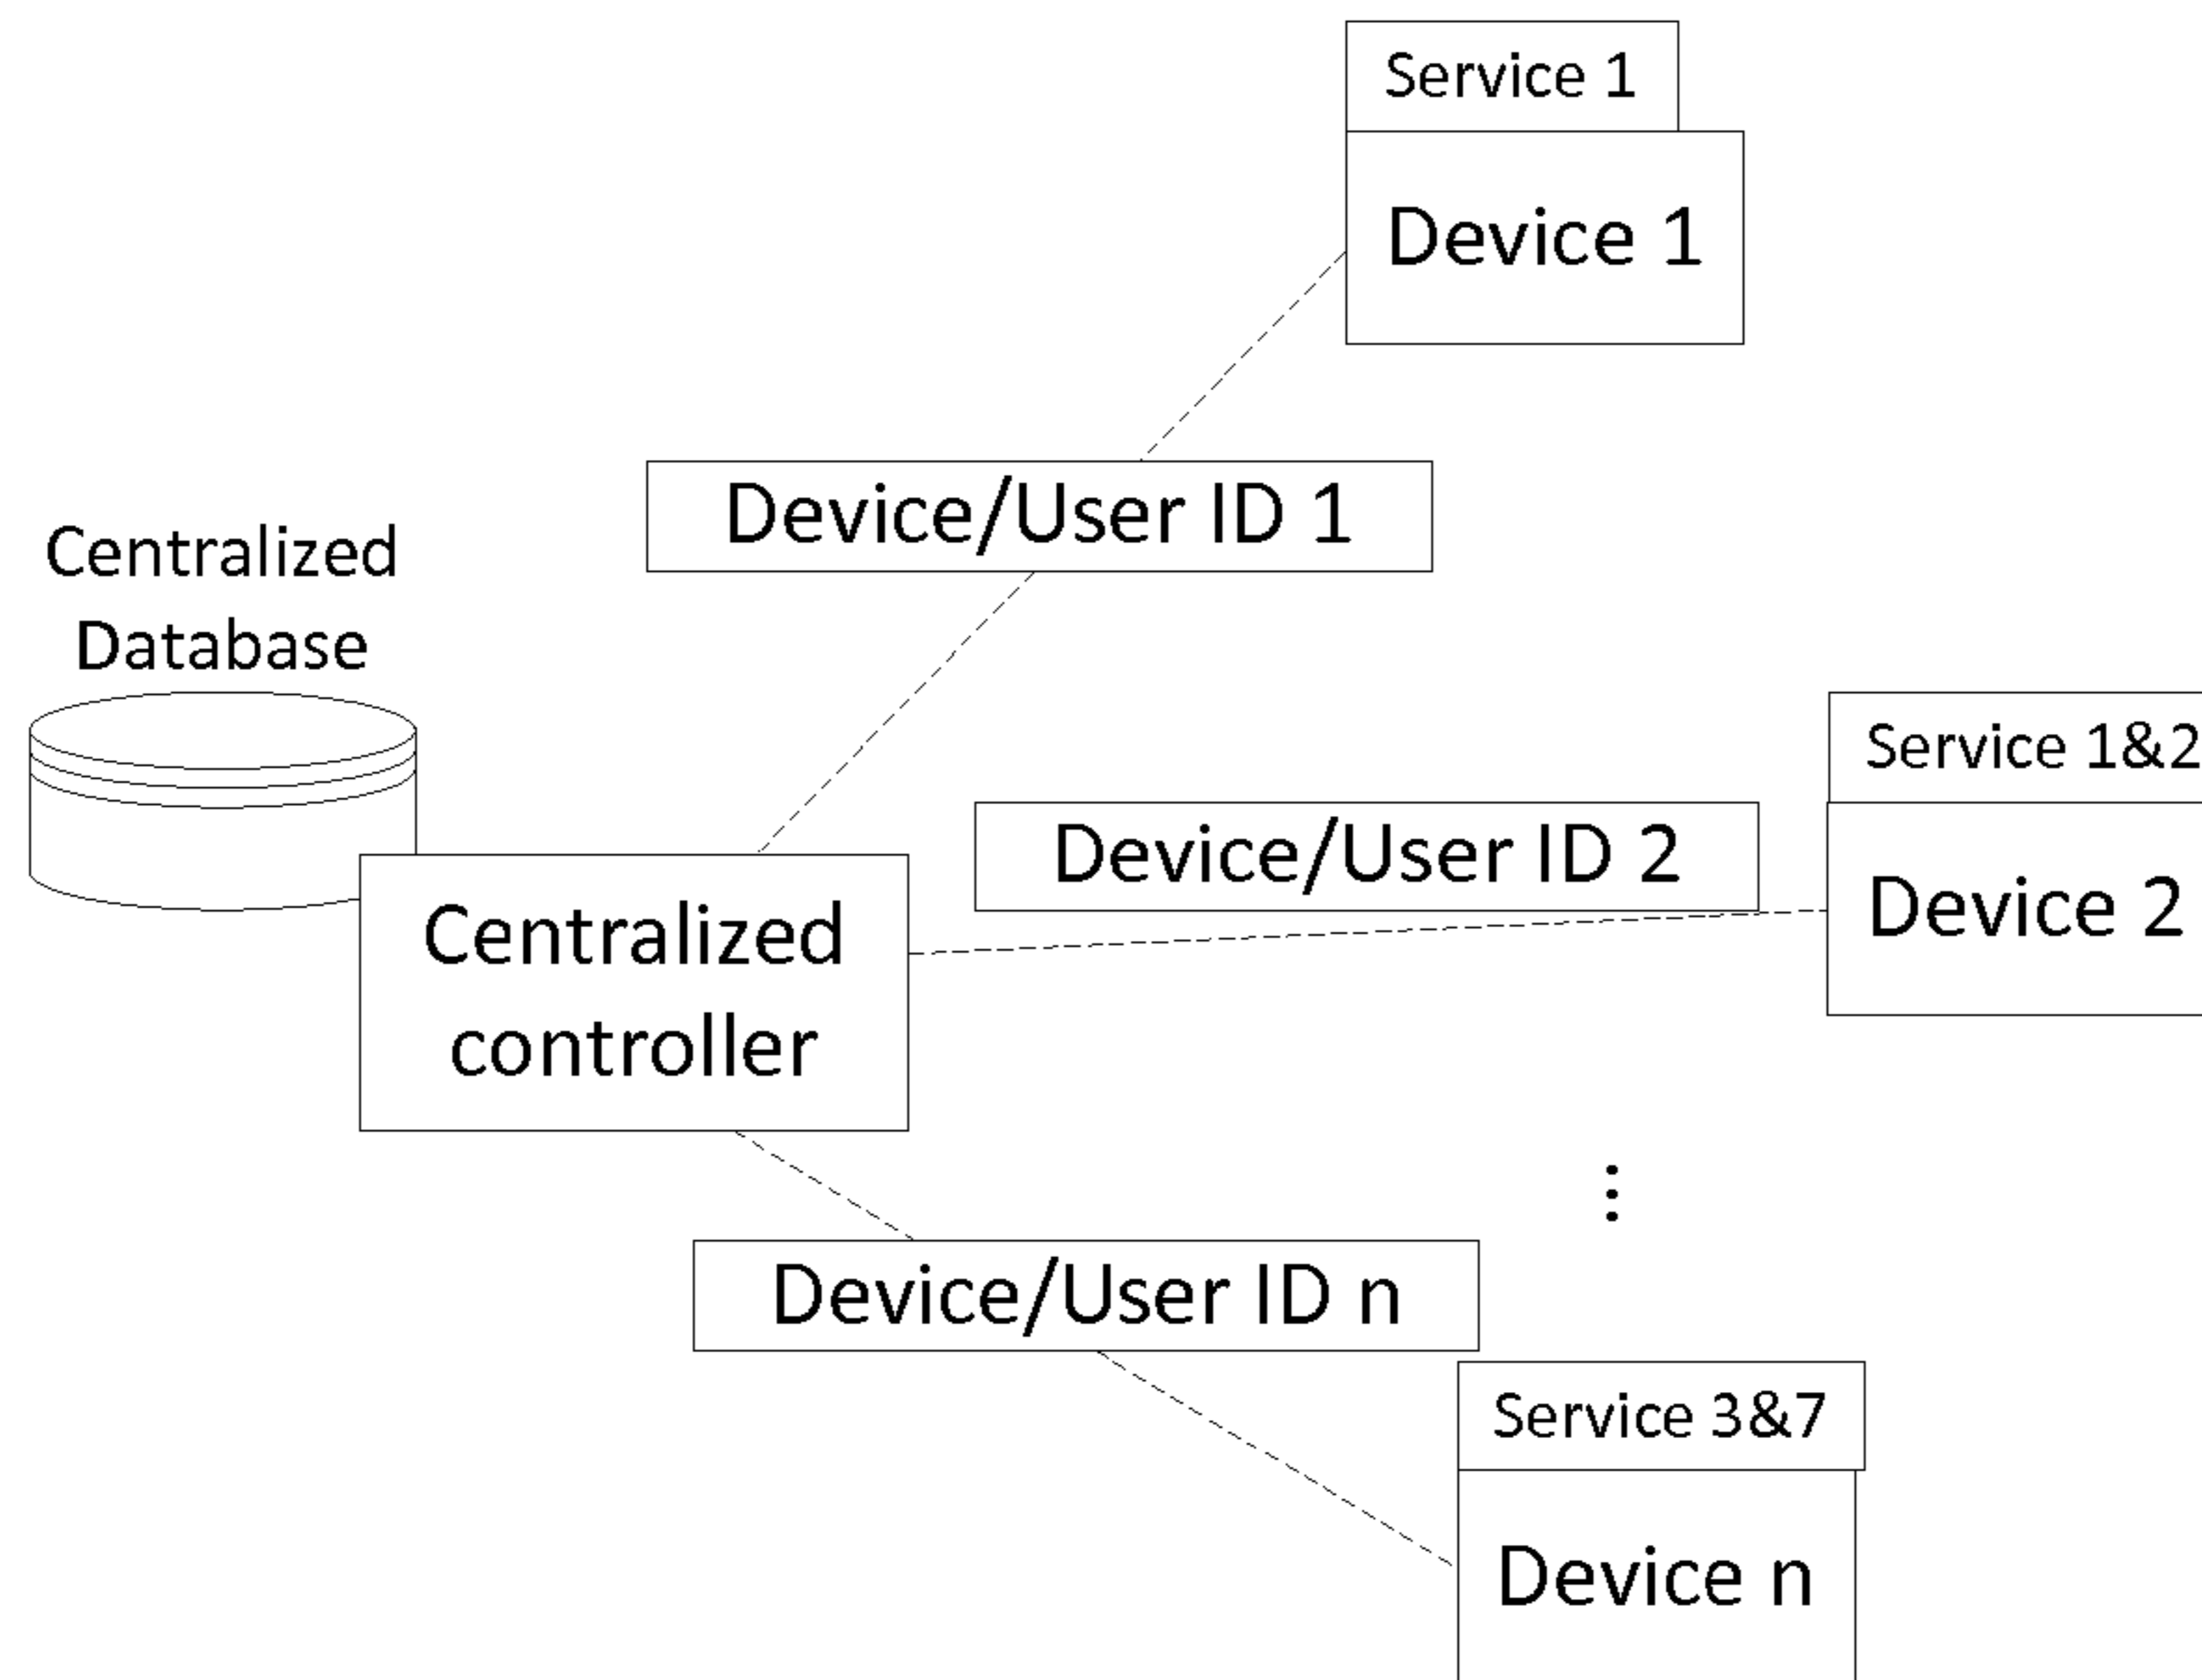 Service 1
Device 1
Device/User ID 1
Centralized
Database
Service 1&2
Device/User ID 2
Device 2
Centralized
controller
Device/User ID n
Service 3&7
Device n